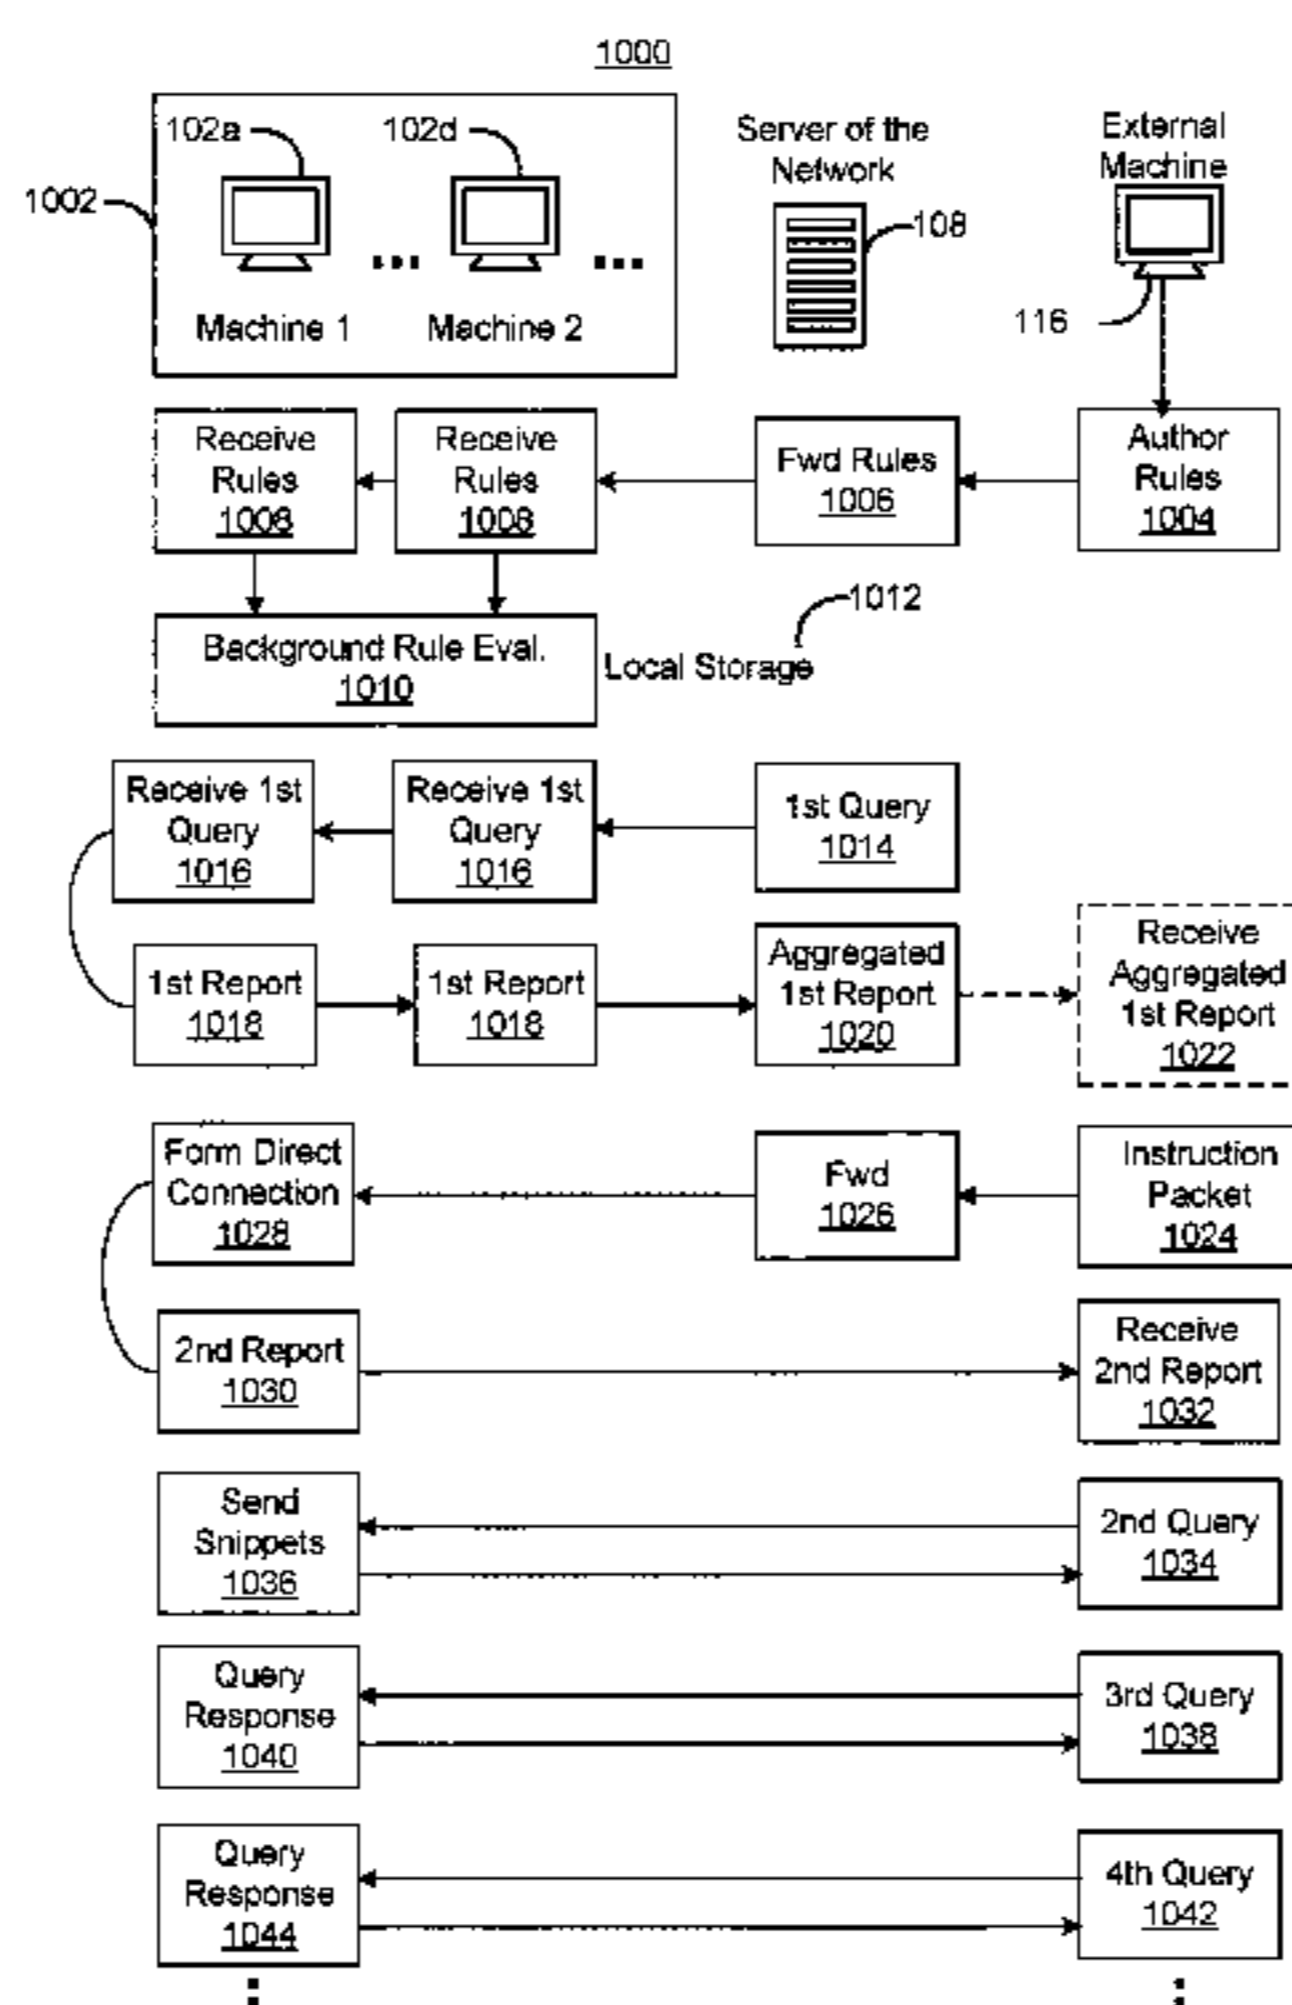 1000
102a
102d
1002
Machine 1
Machine 2
Server of the
Network
108
External
Machine
116
Receive
Rules
1008
Receive
Rules
1008
Fwd Rules
1006
Author
Rules
1004
1012
Background Rule Eval.
1010
Local Storage
Receive 1st
Query
1016
Receive 1st
Query
1016
1st Query
1014
1st Report
1018
1st Report
1018
Aggregated
1st Report
1020
Receive
Aggregated
1st Report
1022
Form Direct
Connection
1028
Fwd
1026
Instruction
Packet
1024
2nd Report
1030
Receive
2nd Report
1032
Send
Snippets
1036
2nd Query
1034
Query
Response
1040
3rd Query
1038
Query
Response
1044
4th Query
1042